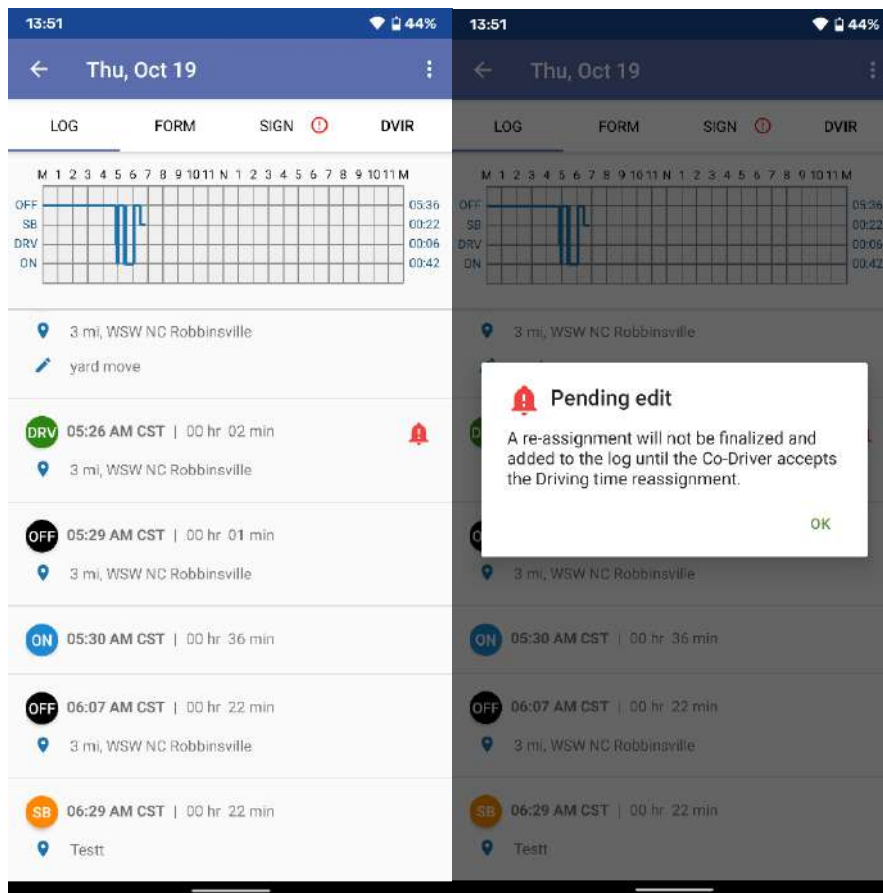 13:51 44%
Thu, Oct 19
LOG FORM SIGN DVIR
M 1 2 3 4 5 6 7 8 9 10 11 N 1 2 3 4 5 6 7 8 9 10 11 M
OFF 05:36
SB 00:22
DRV 00:06
ON 00:42
3 mi, WSW NC Robbinsville
yard move
DRV 05:26 AM CST | 00 hr 02 min
3 mi, WSW NC Robbinsville
OFF 05:29 AM CST | 00 hr 01 min
3 mi, WSW NC Robbinsville
ON 05:30 AM CST | 00 hr 36 min
OFF 06:07 AM CST | 00 hr 22 min
3 mi, WSW NC Robbinsville
SB 06:29 AM CST | 00 hr 22 min
Testt
13:51 44%
Thu, Oct 19
LOG FORM SIGN DVIR
M 1 2 3 4 5 6 7 8 9 10 11 N 1 2 3 4 5 6 7 8 9 10 11 M
OFF 05:36
SB 00:22
DRV 00:06
ON 00:42
3 mi, WSW NC Robbinsville
Pending edit
A re-assignment will not be finalized and
added to the log until the Co-Driver accepts
the Driving time reassignment.
OK
3 mi, WSW NC Robbinsville
ON 05:30 AM CST | 00 hr 36 min
OFF 06:07 AM CST | 00 hr 22 min
3 mi, WSW NC Robbinsville
SB 06:29 AM CST | 00 hr 22 min
Testt